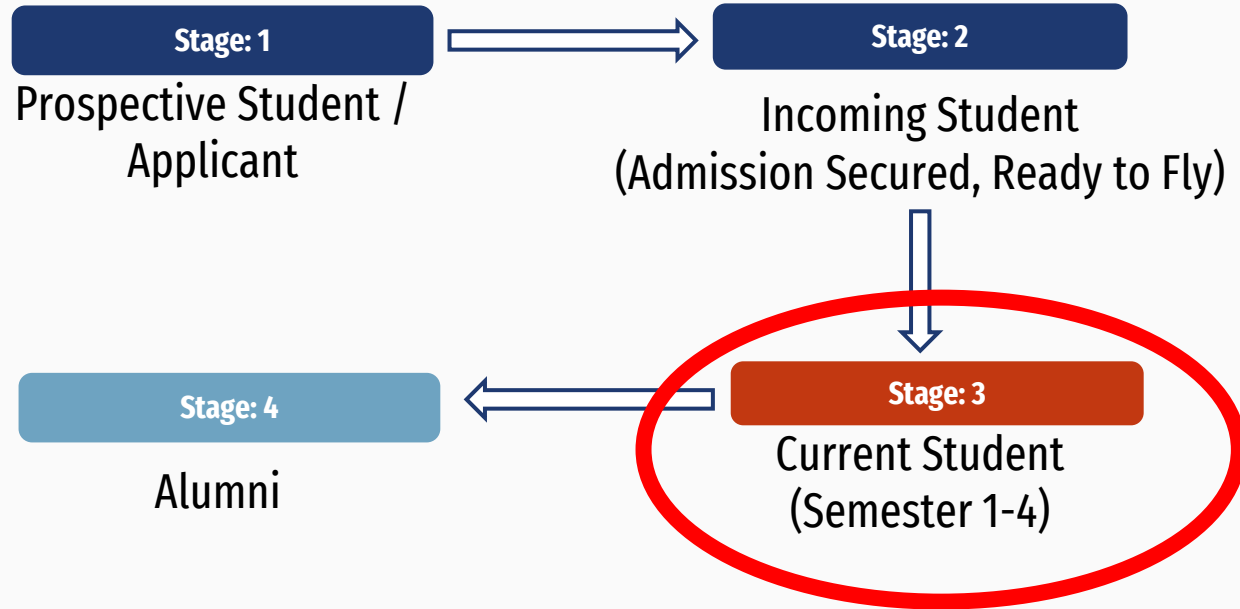 Stage: 1
Prospective Student /
Applicant
Stage: 2
Incoming Student
(Admission Secured, Ready to Fly)
Stage: 3
Current Student
(Semester 1-4)
Stage: 4
Alumni